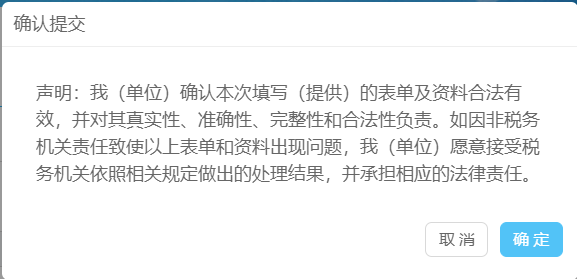 确认提交
声明：我（单位）确认本次填写（提供）的表单及资料合法有
效，并对其真实性、准确性、完整性和合法性负责。如因非税务
机关责任致使以上表单和资料出现问题，我（单位）愿意接受税
务机关依照相关规定做出的处理结果，并承担相应的法律责任。
取消 确定